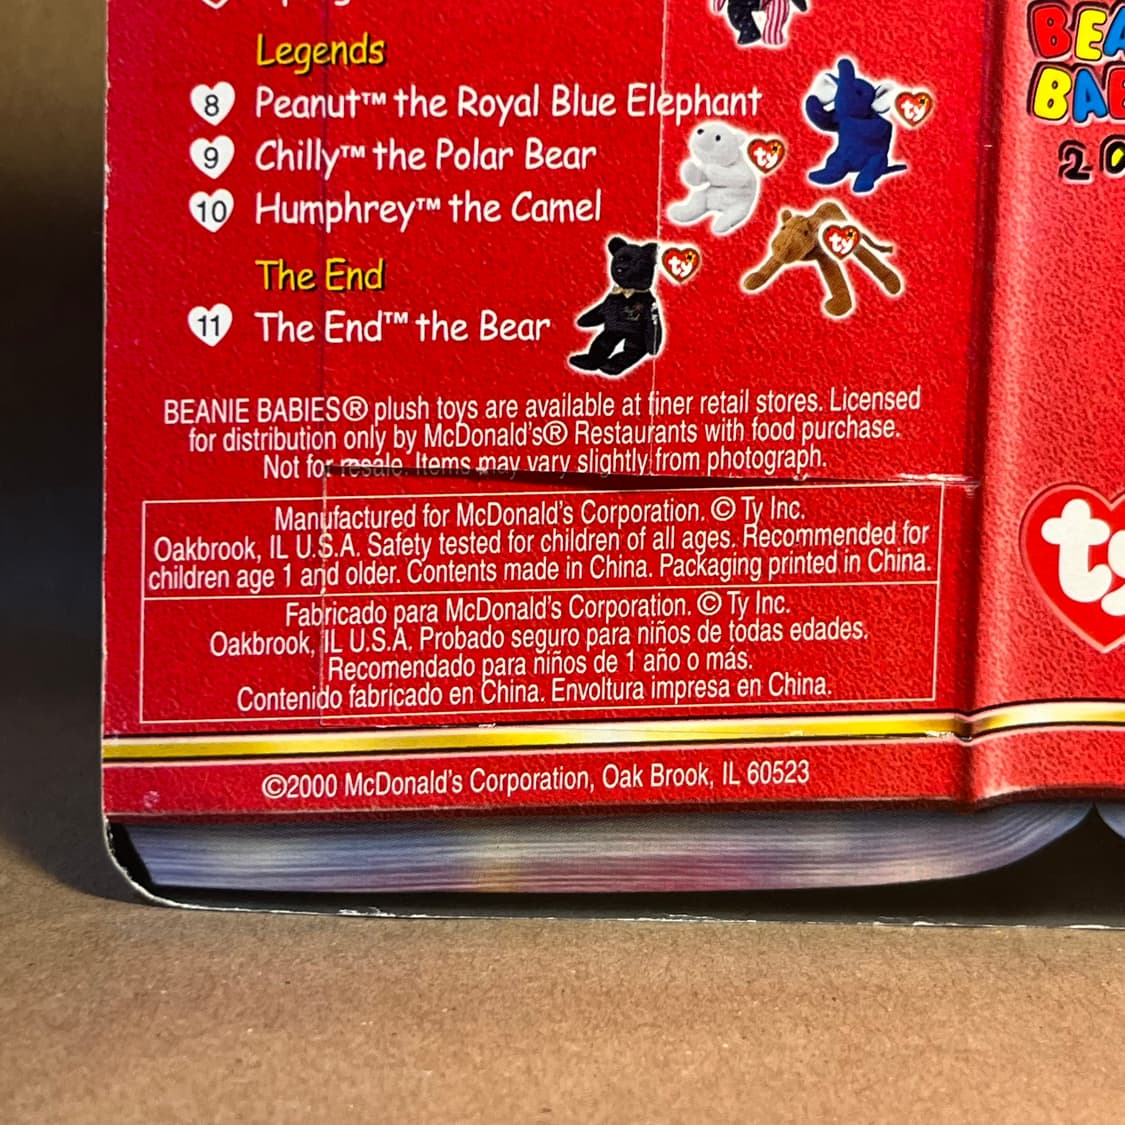 Legends
8 Peanut™ the Royal Blue Elephant
9 Chilly™ the Polar Bear
10 Humphrey™ the Camel
The End
11 The End™ the Bear
ty
ty
ty
ty
BEANIE BABIES® plush toys are available at finer retail stores. Licensed
for distribution only by McDonald's® Restaurants with food purchase.
Not for resale. Items may vary slightly from photograph.
Manufactured for McDonald's Corporation. © Ty Inc.
Oakbrook, IL U.S.A. Safety tested for children of all ages. Recommended for
children age 1 and older. Contents made in China. Packaging printed in China.
Fabricado para McDonald's Corporation. © Ty Inc.
Oakbrook, IL U.S.A. Probado seguro para niños de todas edades.
Recomendado para niños de 1 año o más.
Contenido fabricado en China. Envoltura impresa en China.
©2000 McDonald's Corporation, Oak Brook, IL 60523
ty